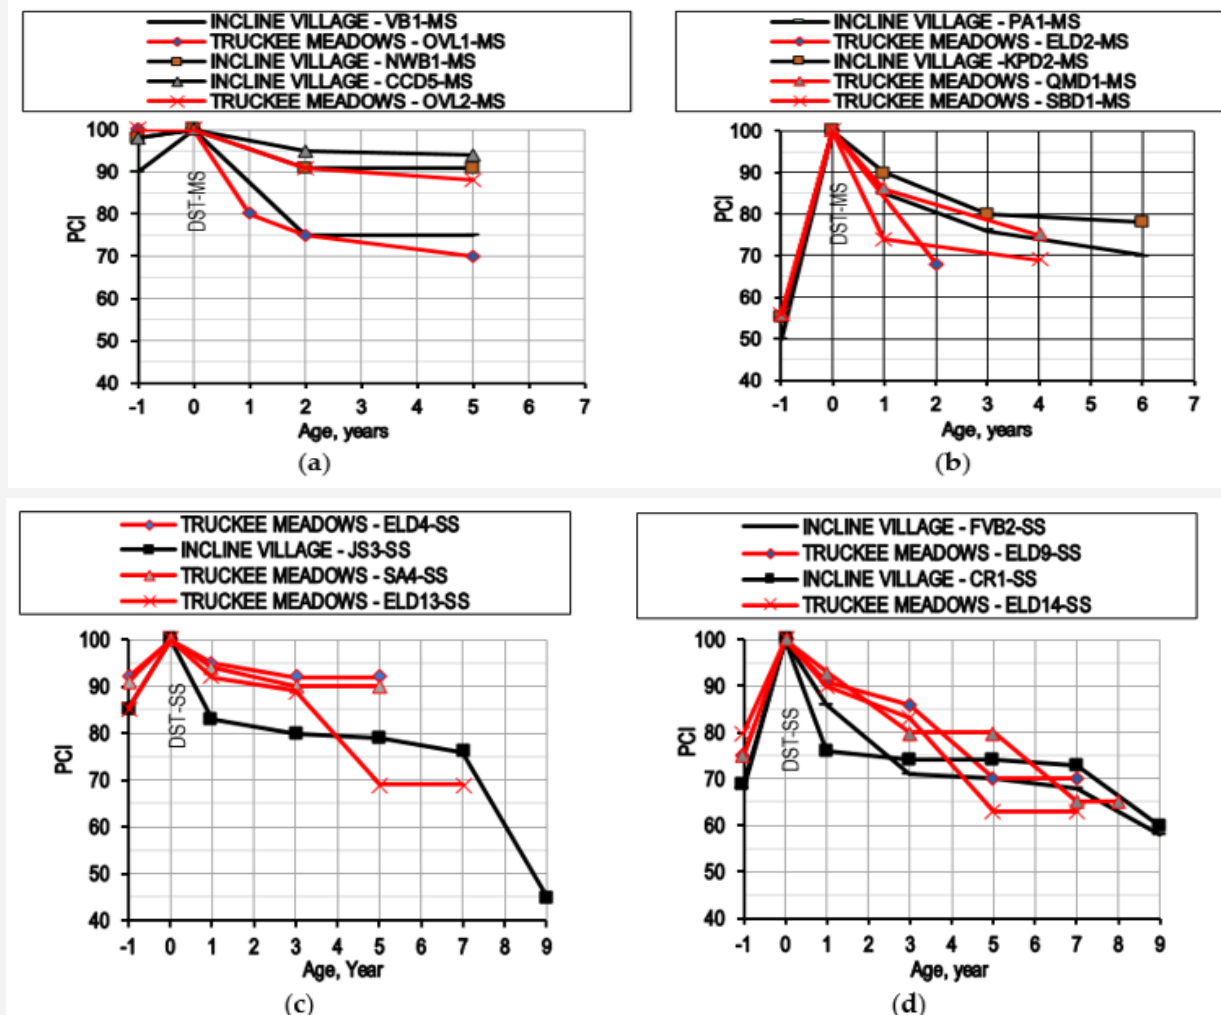 INCLINE VILLAGE - VB1-MS
TRUCKEE MEADOWS - OVL1-MS
INCLINE VILLAGE - NWB1-MS
INCLINE VILLAGE - CCD5-MS
TRUCKEE MEADOWS - OVL2-MS
100
90
80
70
60
50
40
PCI
DST-MS
-1 0 1 2 3 4 5 6 7
Age, years
(a)
INCLINE VILLAGE - PA1-MS
TRUCKEE MEADOWS - ELD2-MS
INCLINE VILLAGE -KPD2-MS
TRUCKEE MEADOWS - QMD1-MS
TRUCKEE MEADOWS - SBD1-MS
100
90
80
70
60
50
40
PCI
DST-MS
-1 0 1 2 3 4 5 6 7
Age, years
(b)
TRUCKEE MEADOWS - ELD4-SS
INCLINE VILLAGE - JS3-SS
TRUCKEE MEADOWS - SA4-SS
TRUCKEE MEADOWS - ELD13-SS
100
90
80
70
60
50
40
PCI
DST-SS
-1 0 1 2 3 4 5 6 7 9
Age, Year
(c)
INCLINE VILLAGE - FVB2-SS
TRUCKEE MEADOWS - ELD9-SS
INCLINE VILLAGE - CR1-SS
TRUCKEE MEADOWS - ELD14-SS
100
90
80
70
60
50
40
PCI
DST-SS
-1 0 1 2 3 4 5 6 7 9
Age, year
(d)